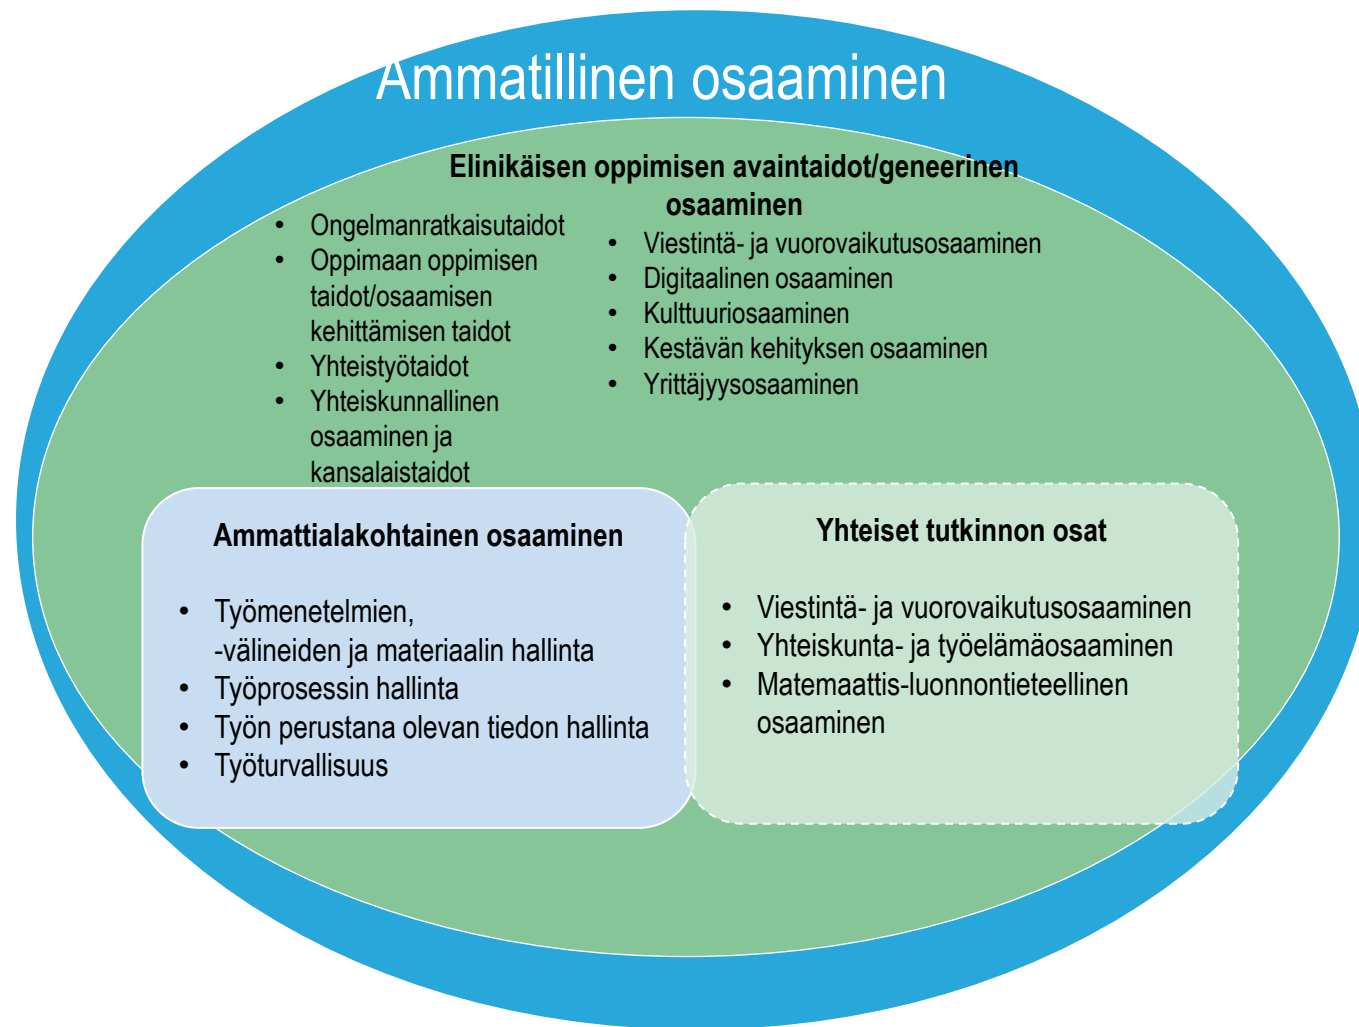 Ammatillinen osaaminen
Elinikäisen oppimisen avaintaidot/geneerinen
osaaminen
• Ongelmanratkaisutaidot
• Oppimaan oppimisen
taidot/osaamisen
kehittämisen taidot
• Yhteistyötaidot
• Yhteiskunnallinen
osaaminen ja
kansalaistaidot
• Viestintä- ja vuorovaikutusosaaminen
• Digitaalinen osaaminen
• Kulttuuriosaaminen
• Kestävän kehityksen osaaminen
• Yrittäjyysosaaminen
Ammattialakohtainen osaaminen
• Työmenetelmien,
-välineiden ja materiaalin hallinta
• Työprosessin hallinta
• Työn perustana olevan tiedon hallinta
• Työturvallisuus
Yhteiset tutkinnon osat
• Viestintä- ja vuorovaikutusosaaminen
• Yhteiskunta- ja työelämäosaaminen
• Matemaattis-luonnontieteellinen
osaaminen